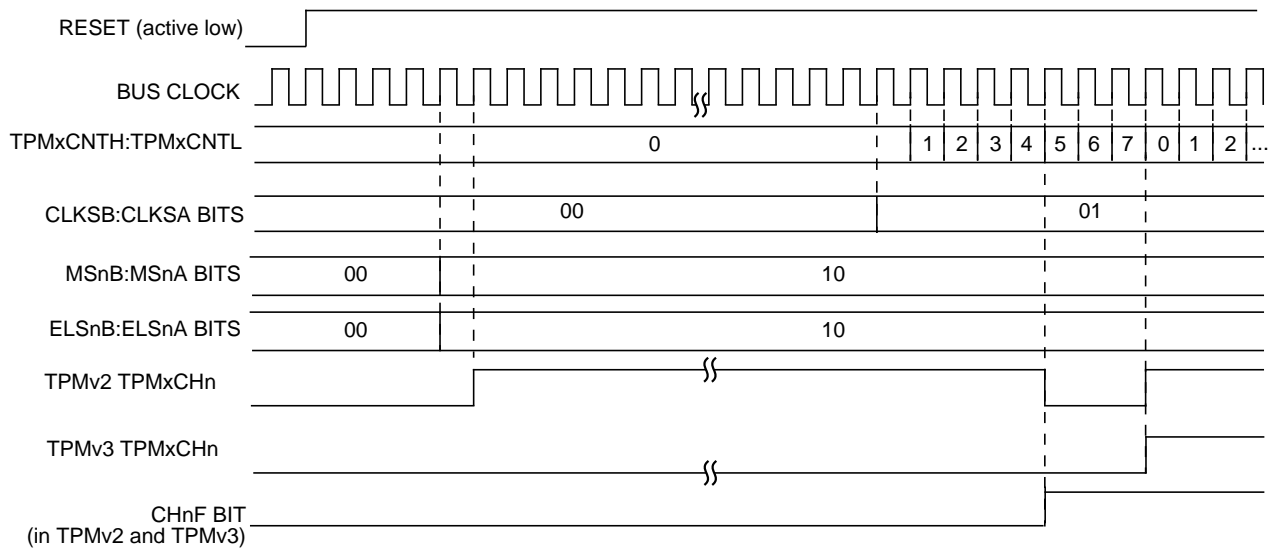 RESET (active low)
BUS CLOCK
TPMxCNTH:TPMxCNTL 0 1 2 3 4 5 6 7 0 1 2 ...
CLKSB:CLKSA BITS 00 01
MSnB:MSnA BITS 00 10
ELSnB:ELSnA BITS 00 10
TPMv2 TPMxCHn
TPMv3 TPMxCHn
CHnF BIT
(in TPMv2 and TPMv3)